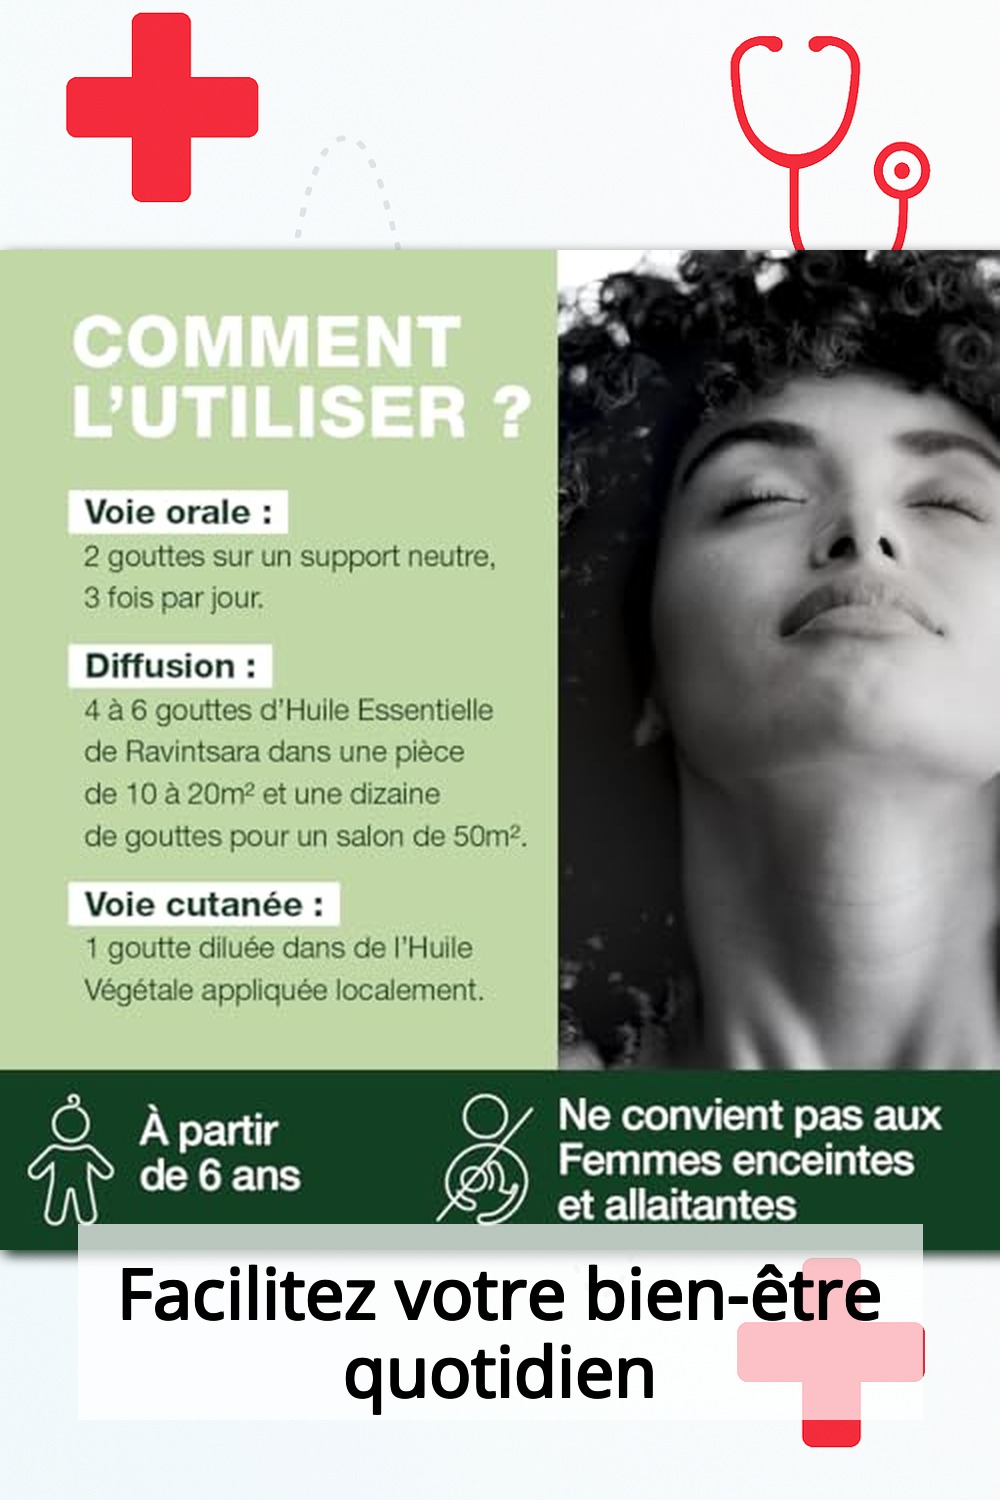 COMMENT
L’UTILISER ?
Voie orale :
2 gouttes sur un support neutre,
3 fois par jour.
Diffusion :
4 à 6 gouttes d’Huile Essentielle
de Ravintsara dans une pièce
de 10 à 20m² et une dizaine
de gouttes pour un salon de 50m².
Voie cutanée :
1 goutte diluée dans de l’Huile
Végétale appliquée localement.
À partir
de 6 ans
Ne convient pas aux
Femmes enceintes
et allaitantes
Facilitez votre bien-être
quotidien